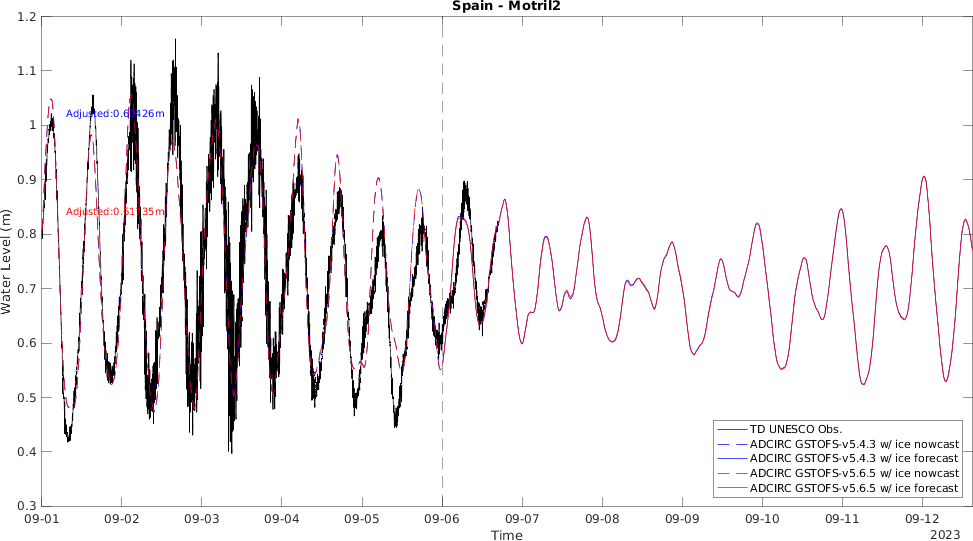 Spain - Motril2
1.2
1.1
1
0.9
0.8
0.7
0.6
0.5
0.4
0.3
Water Level (m)
Adjusted:0.61426m
Adjusted:0.61735m
TD UNESCO Obs.
ADCIRC GSTOFS-v5.4.3 w/ ice nowcast
ADCIRC GSTOFS-v5.4.3 w/ ice forecast
ADCIRC GSTOFS-v5.6.5 w/ ice nowcast
ADCIRC GSTOFS-v5.6.5 w/ ice forecast
09-01 09-02 09-03 09-04 09-05 09-06 09-07 09-08 09-09 09-10 09-11 09-12
Time
2023